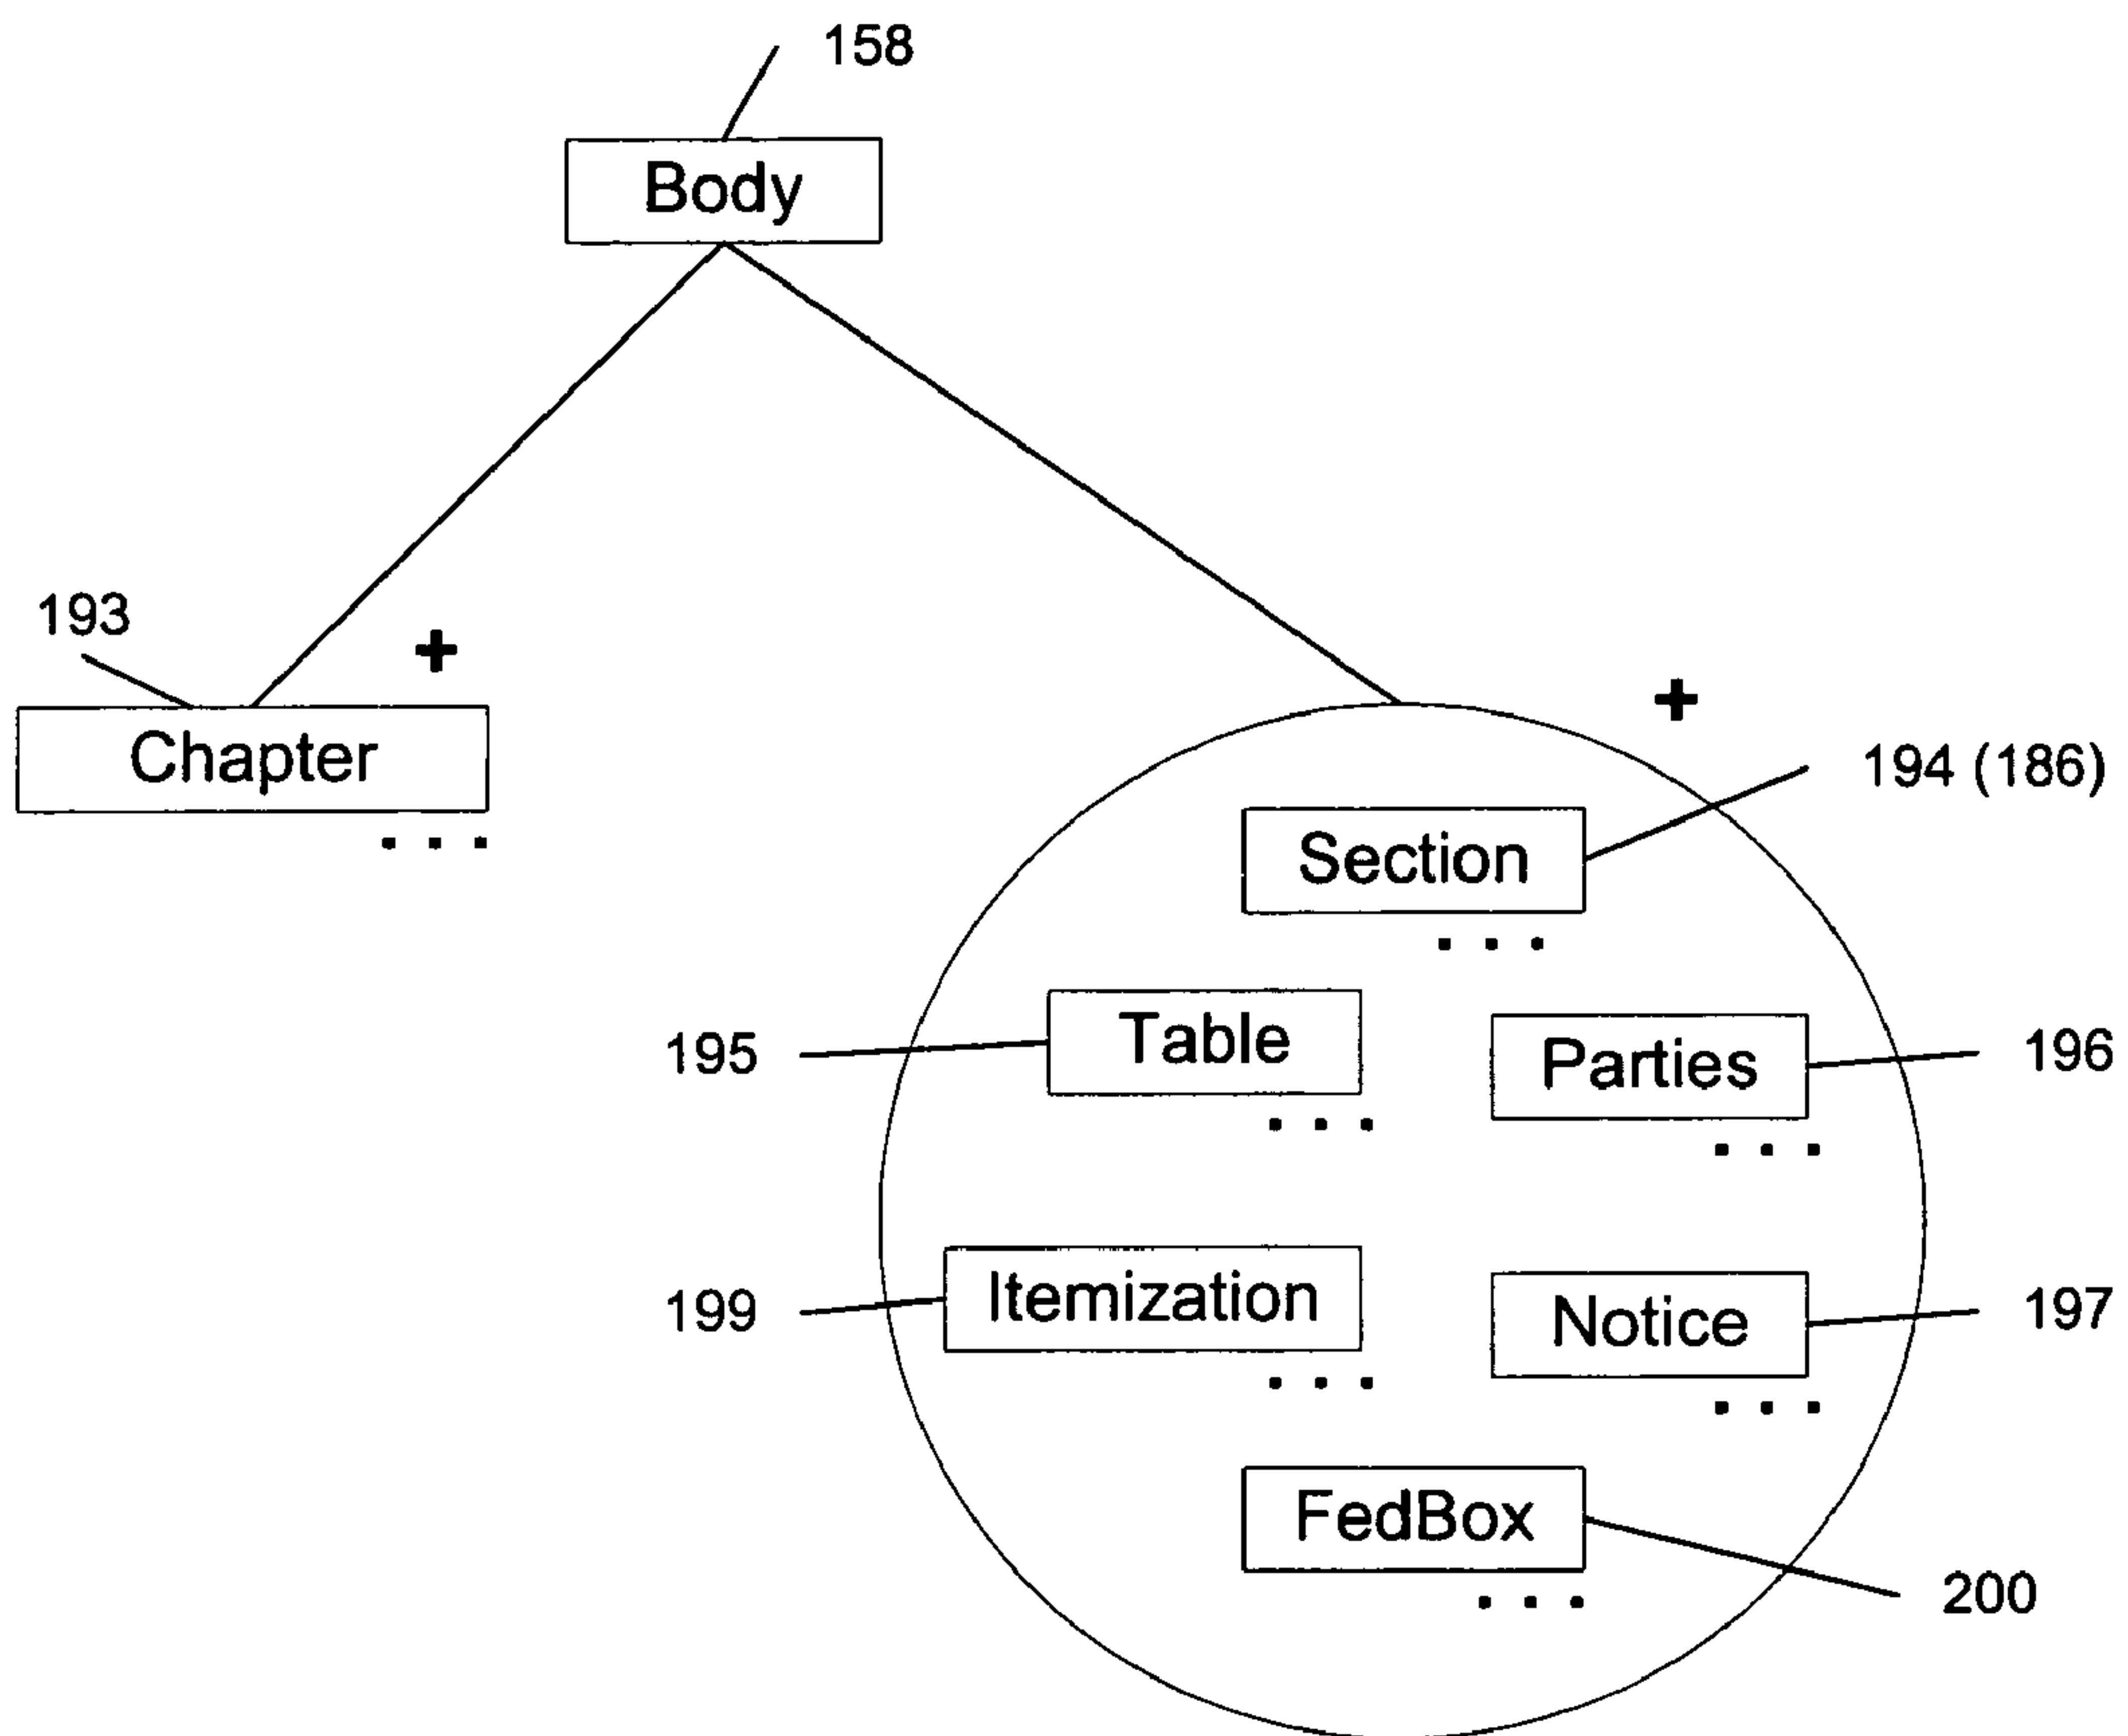 158
Body
193
+
Chapter
. . .
+
194 (186)
Section
. . .
195
Table
. . .
Parties
196
. . .
199
Itemization
. . .
Notice
197
. . .
FedBox
. . .
200